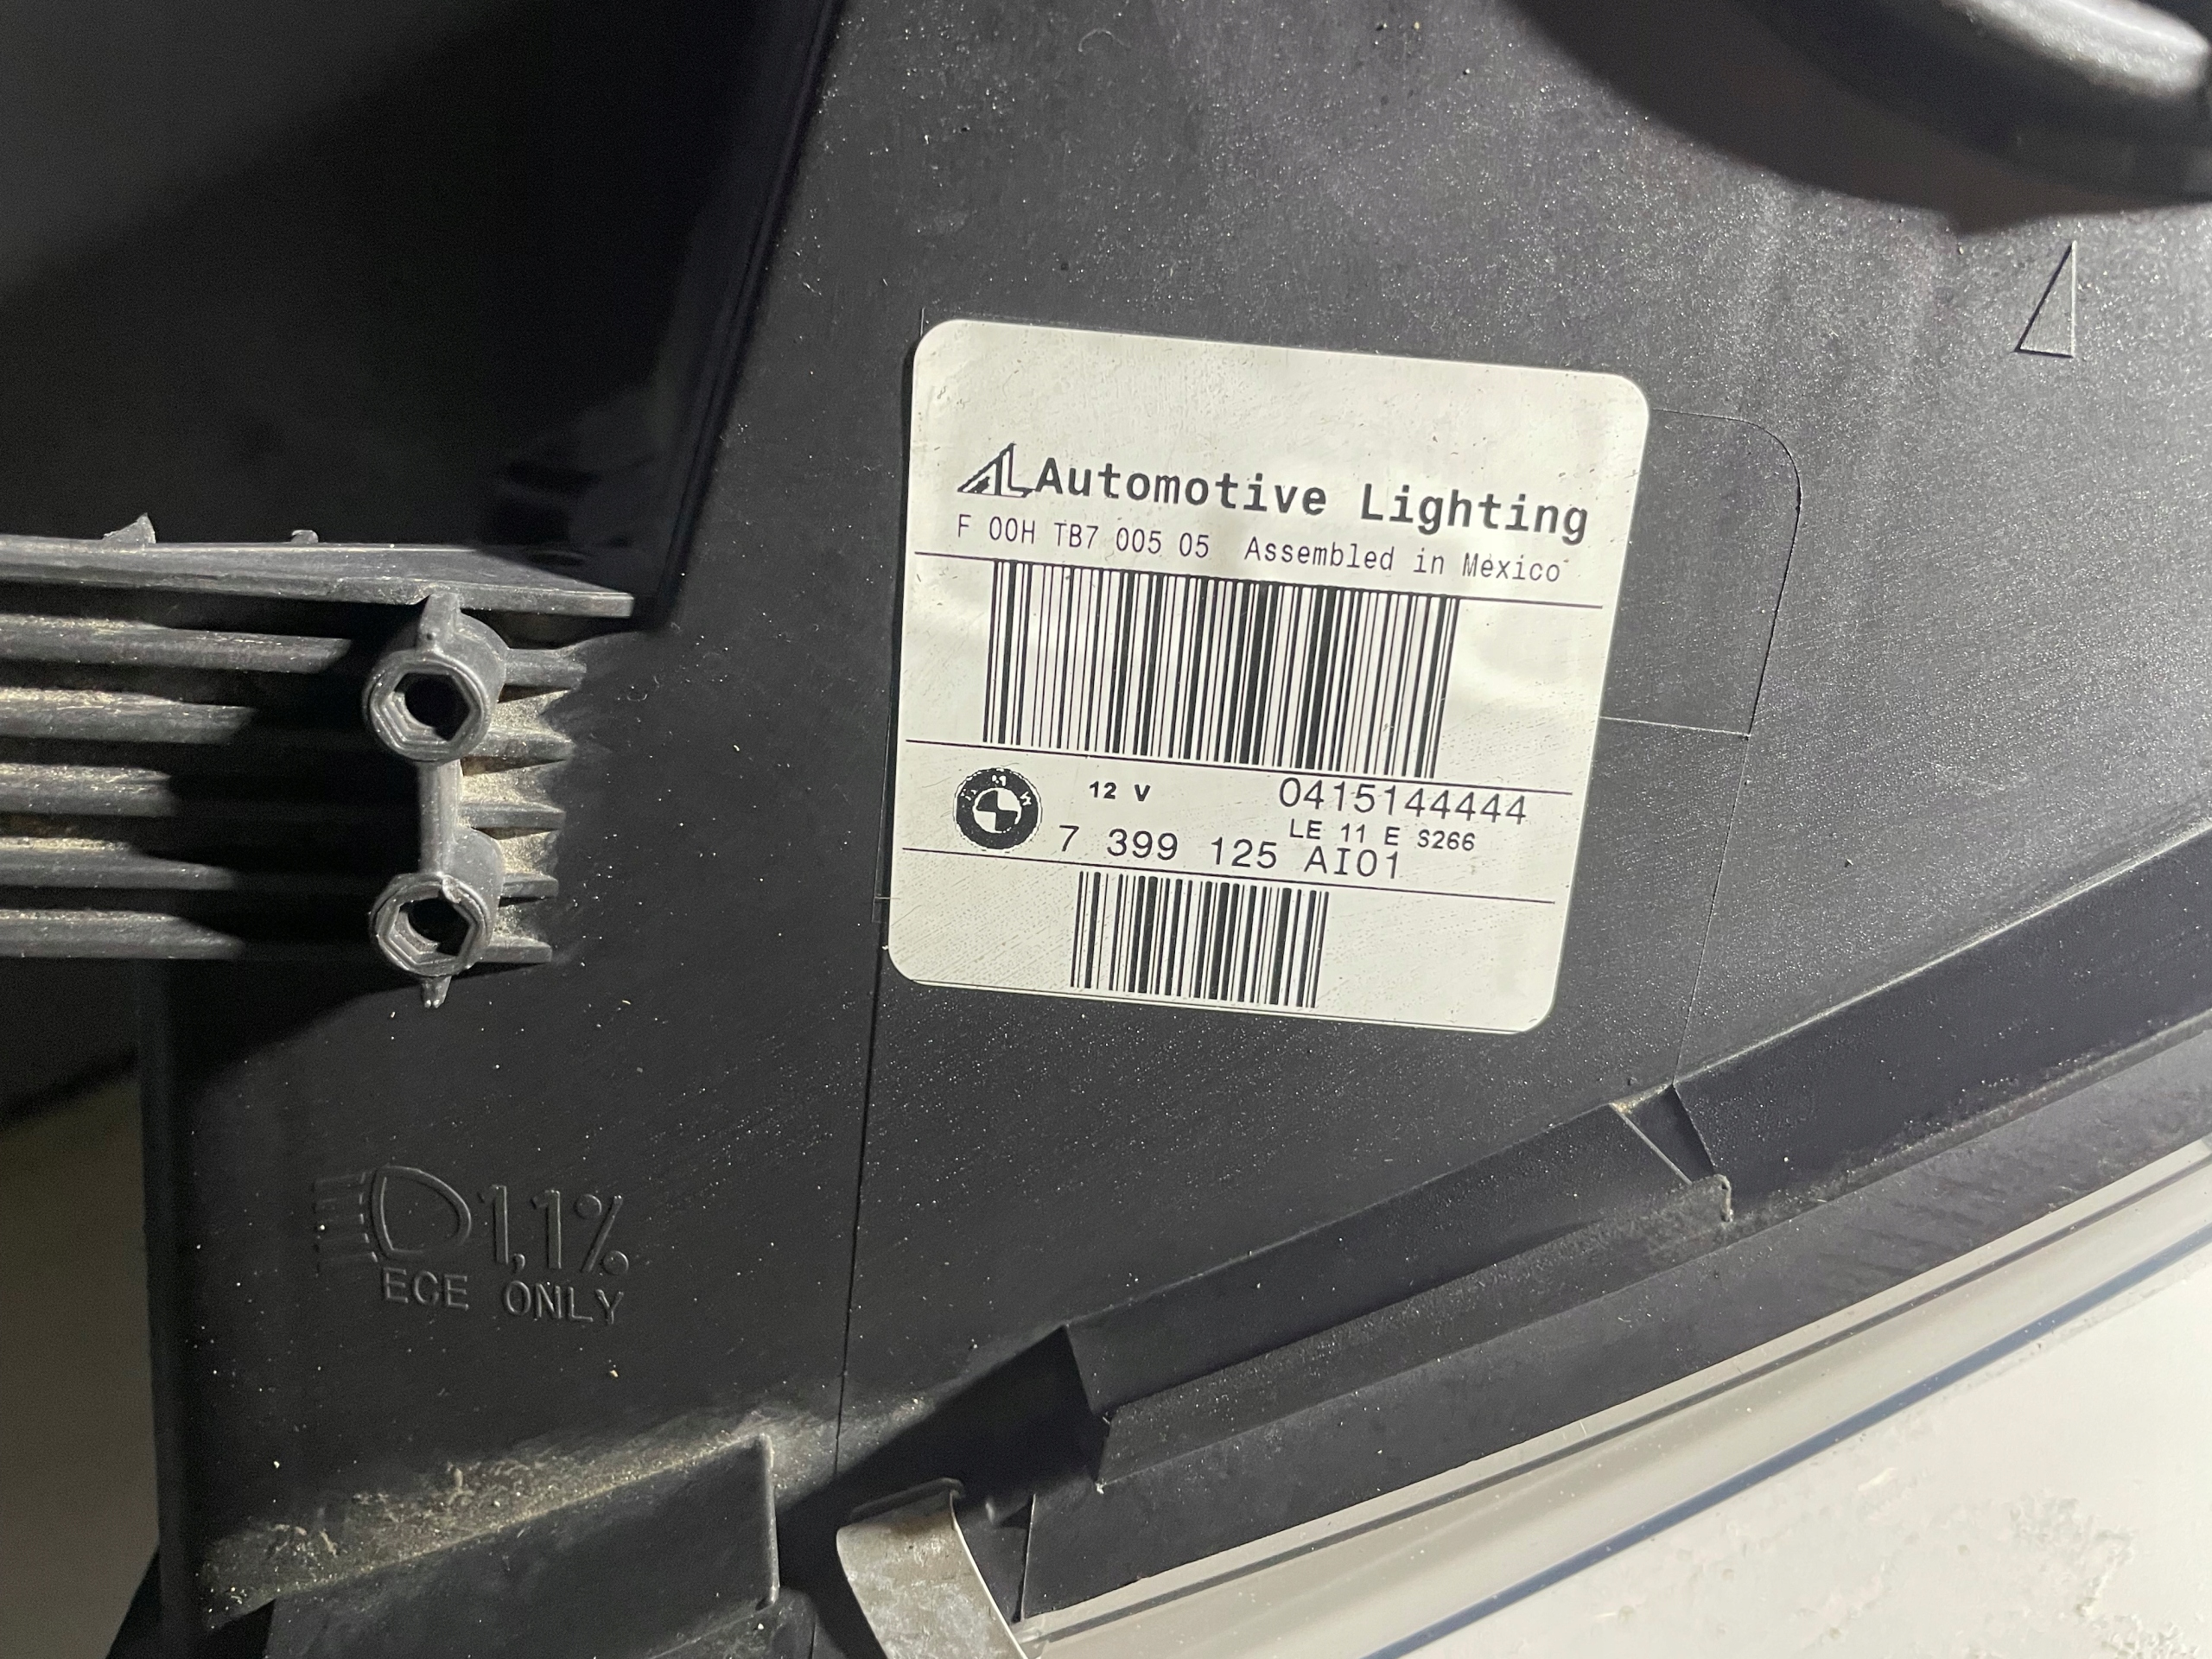 AL Automotive Lighting
F 00H TB7 005 05 Assembled in Mexico
12 V 0415144444
LE 11 E S266
7 399 125 AI01
1,1%
ECE ONLY